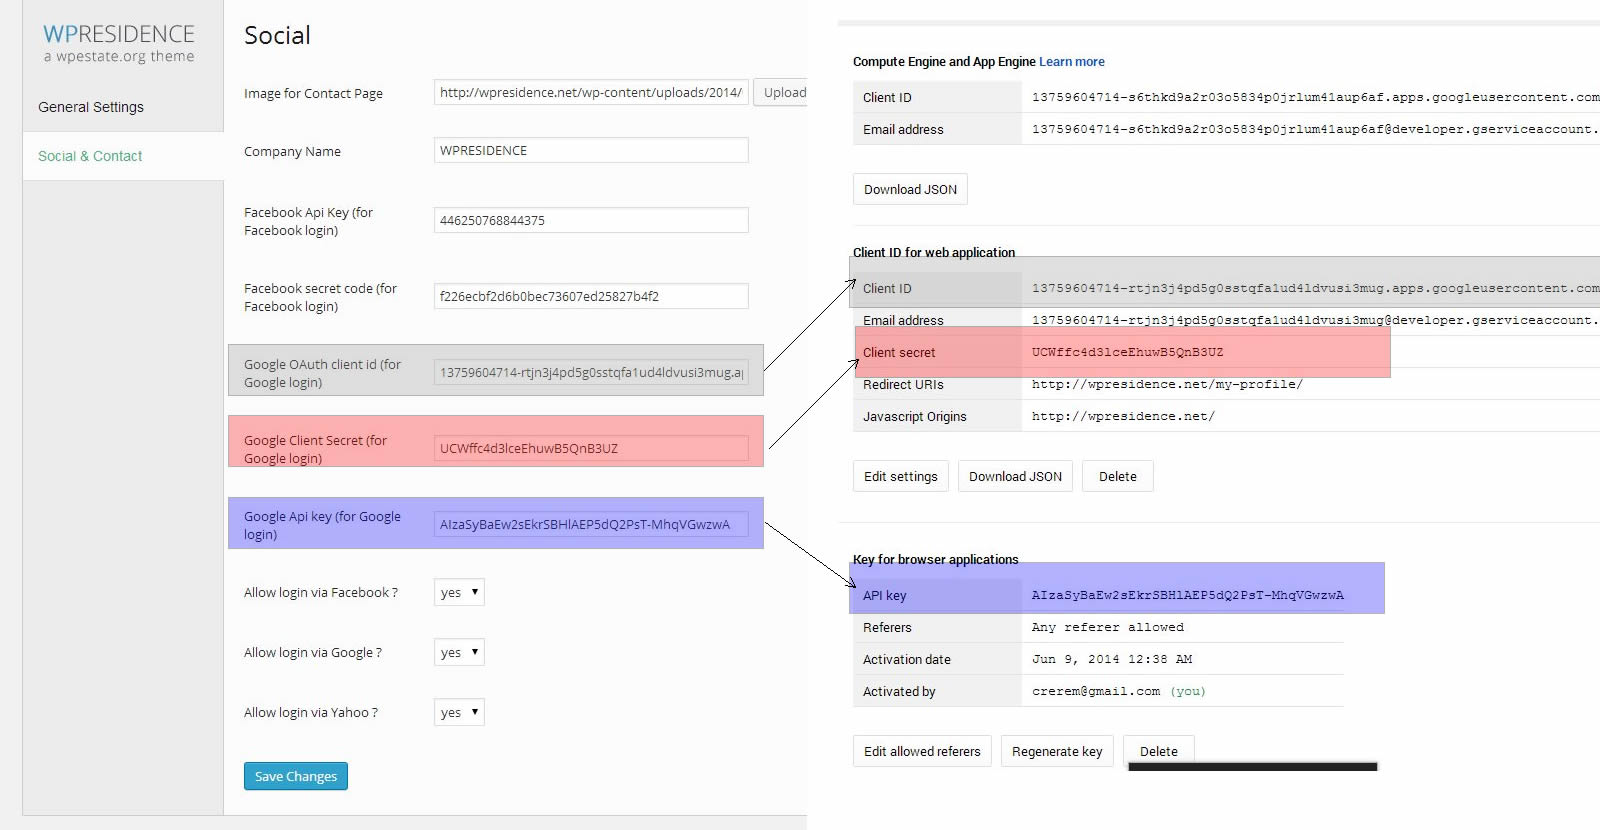 WPRESIDENCE
a wpestate.org theme
General Settings
Social & Contact
Social
Image for Contact Page
http://wpresidence.net/wp-content/uploads/2014/
Upload
Company Name
WPRESIDENCE
Facebook Api Key (for
Facebook login)
446250768844375
Facebook secret code (for
Facebook login)
f226ecbf2d6b0bec73607ed25827b4f2
Google OAuth client id (for
Google login)
13759604714-rtjn3j4pd5g0sstqfa1ud4ldvusi3mug.a
Google Client Secret (for
Google login)
UCWffc4d3lceEhuwB5QnB3UZ
Google Api key (for Google
login)
AIzaSyBaEw2sEkrSBHlAEP5dQ2PsT-MhqVGwzwA
Allow login via Facebook ?
yes
Allow login via Google ?
yes
Allow login via Yahoo ?
yes
Save Changes
Compute Engine and App Engine Learn more
Client ID 13759604714-s6thkd9a2r03o5834p0jrlum41aup6af.apps.googleusercontent.com
Email address 13759604714-s6thkd9a2r03o5834p0jrlum41aup6af@developer.gserviceaccount.
Download JSON
Client ID for web application
Client ID 13759604714-rtjn3j4pd5g0sstqfa1ud4ldvusi3mug.apps.googleusercontent.com
Email address 13759604714-rtjn3j4pd5g0sstqfa1ud4ldvusi3mug@developer.gserviceaccount.
Client secret UCWffc4d3lceEhuwB5QnB3UZ
Redirect URIs http://wpresidence.net/my-profile/
Javascript Origins http://wpresidence.net/
Edit settings Download JSON Delete
Key for browser applications
API key AIzaSyBaEw2sEkrSBHlAEP5dQ2PsT-MhqVGwzwA
Referers Any referer allowed
Activation date Jun 9, 2014 12:38 AM
Activated by crerem@gmail.com (you)
Edit allowed referers Regenerate key Delete